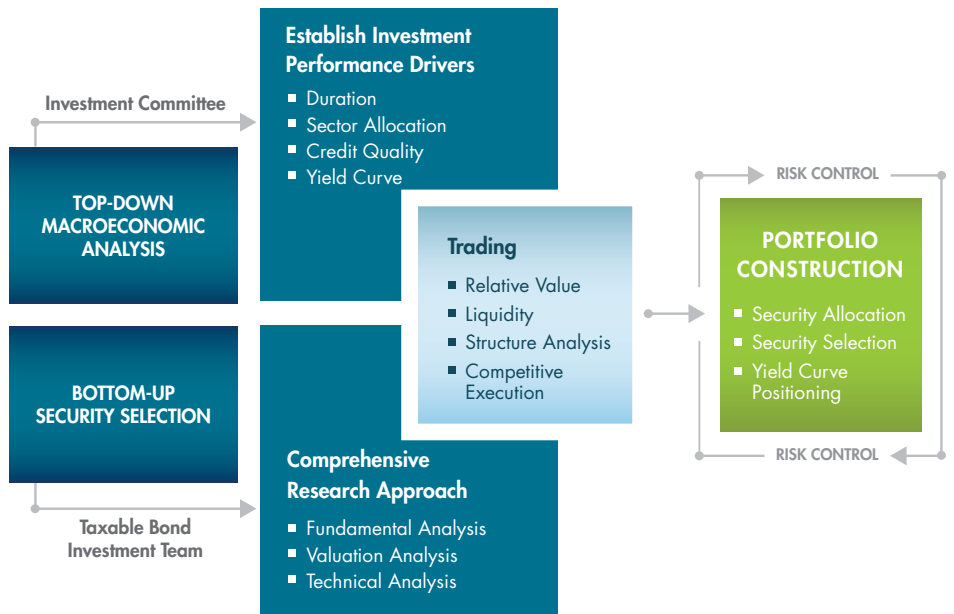 Investment Committee
TOP-DOWN
MACROECONOMIC
ANALYSIS
Establish Investment
Performance Drivers
Duration
Sector Allocation
Credit Quality
Yield Curve
BOTTOM-UP
SECURITY SELECTION
Taxable Bond
Investment Team
Comprehensive
Research Approach
Fundamental Analysis
Valuation Analysis
Technical Analysis
Trading
Relative Value
Liquidity
Structure Analysis
Competitive
Execution
RISK CONTROL
PORTFOLIO
CONSTRUCTION
Security Allocation
Security Selection
Yield Curve
Positioning
RISK CONTROL